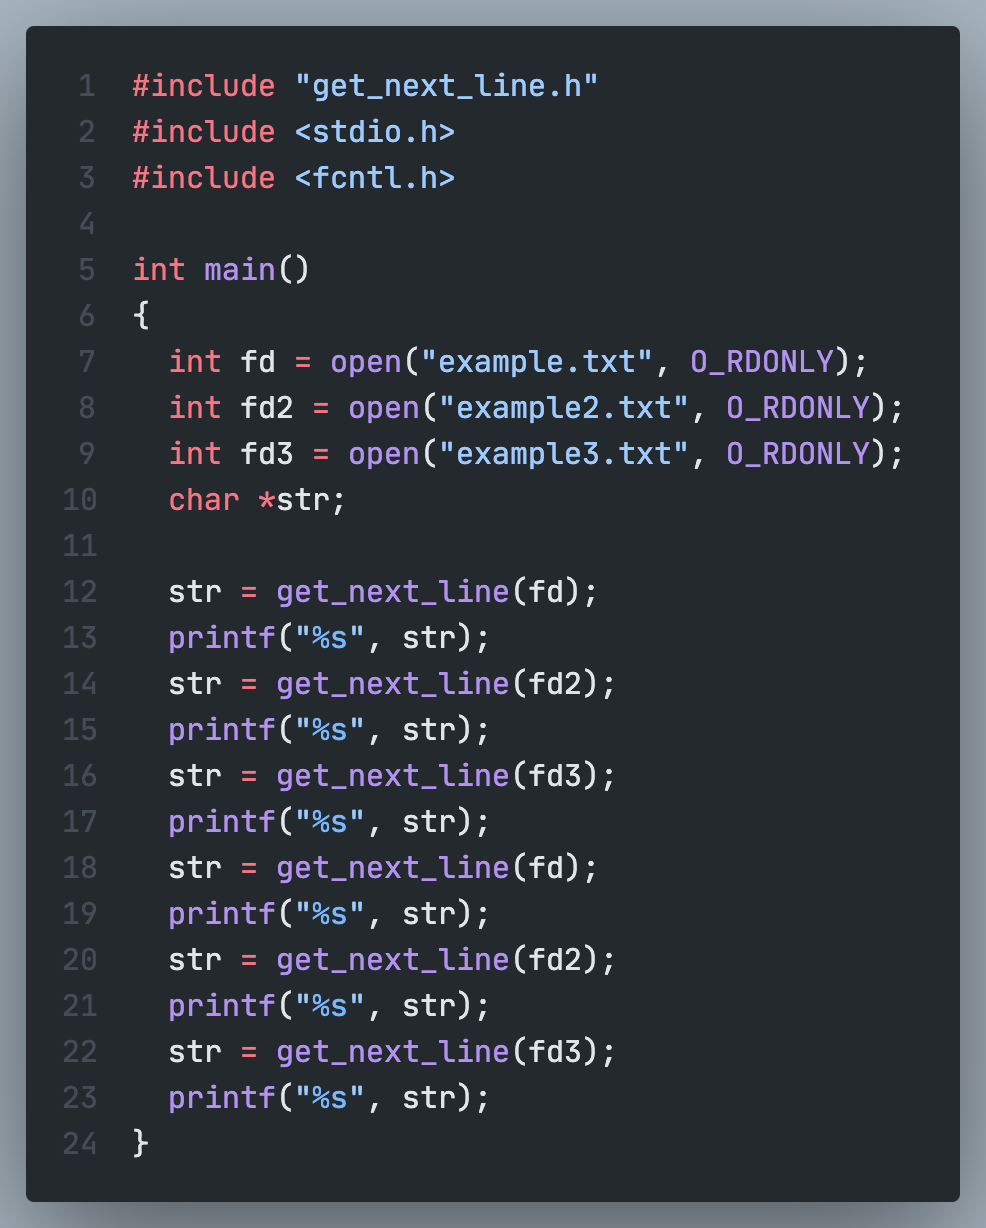 1 #include "get_next_line.h"
2 #include <stdio.h>
3 #include <fcntl.h>
4
5 int main()
6 {
7   int fd = open("example.txt", O_RDONLY);
8   int fd2 = open("example2.txt", O_RDONLY);
9   int fd3 = open("example3.txt", O_RDONLY);
10   char *str;
11
12   str = get_next_line(fd);
13   printf("%s", str);
14   str = get_next_line(fd2);
15   printf("%s", str);
16   str = get_next_line(fd3);
17   printf("%s", str);
18   str = get_next_line(fd);
19   printf("%s", str);
20   str = get_next_line(fd2);
21   printf("%s", str);
22   str = get_next_line(fd3);
23   printf("%s", str);
24 }